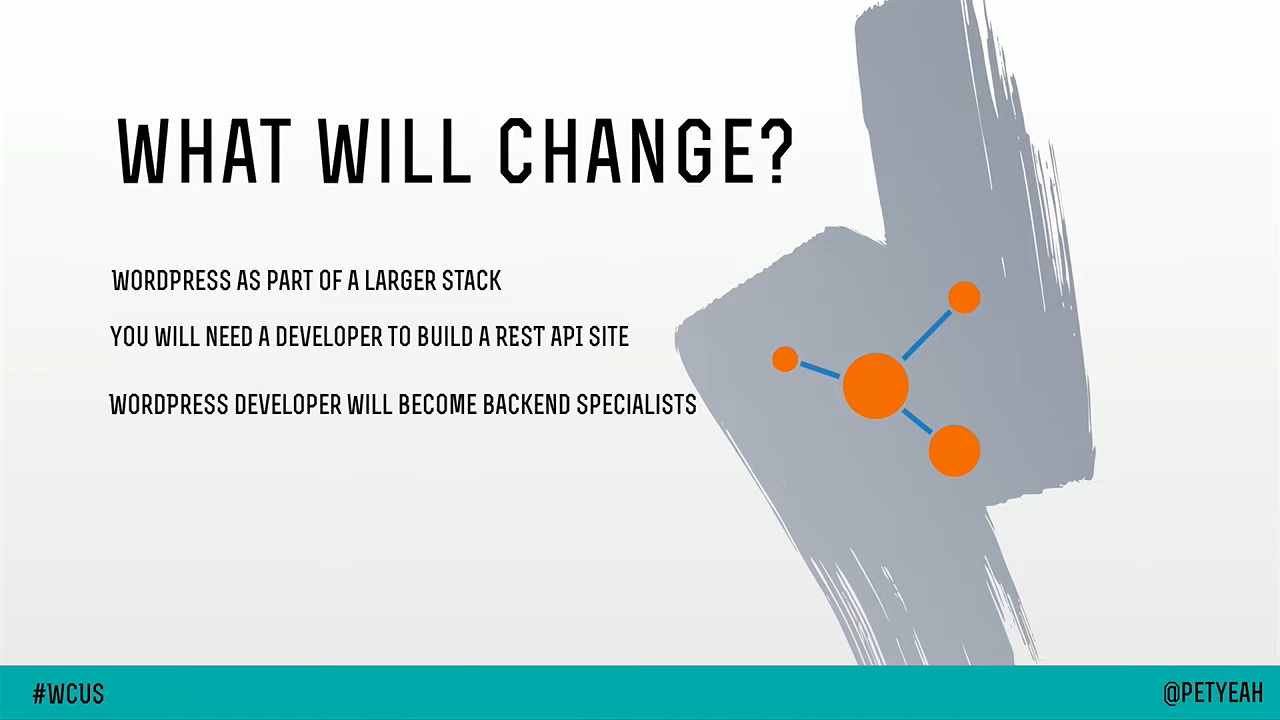 WHAT WILL CHANGE?
WORDPRESS AS PART OF A LARGER STACK
YOU WILL NEED A DEVELOPER TO BUILD A REST API SITE
WORDPRESS DEVELOPER WILL BECOME BACKEND SPECIALISTS
#WCUS
@PETYEAH